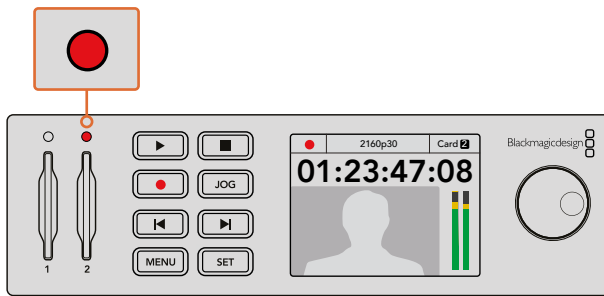 2160p30 Card 2
01:23:47:08
Blackmagicdesign
JOG
MENU SET
1 2